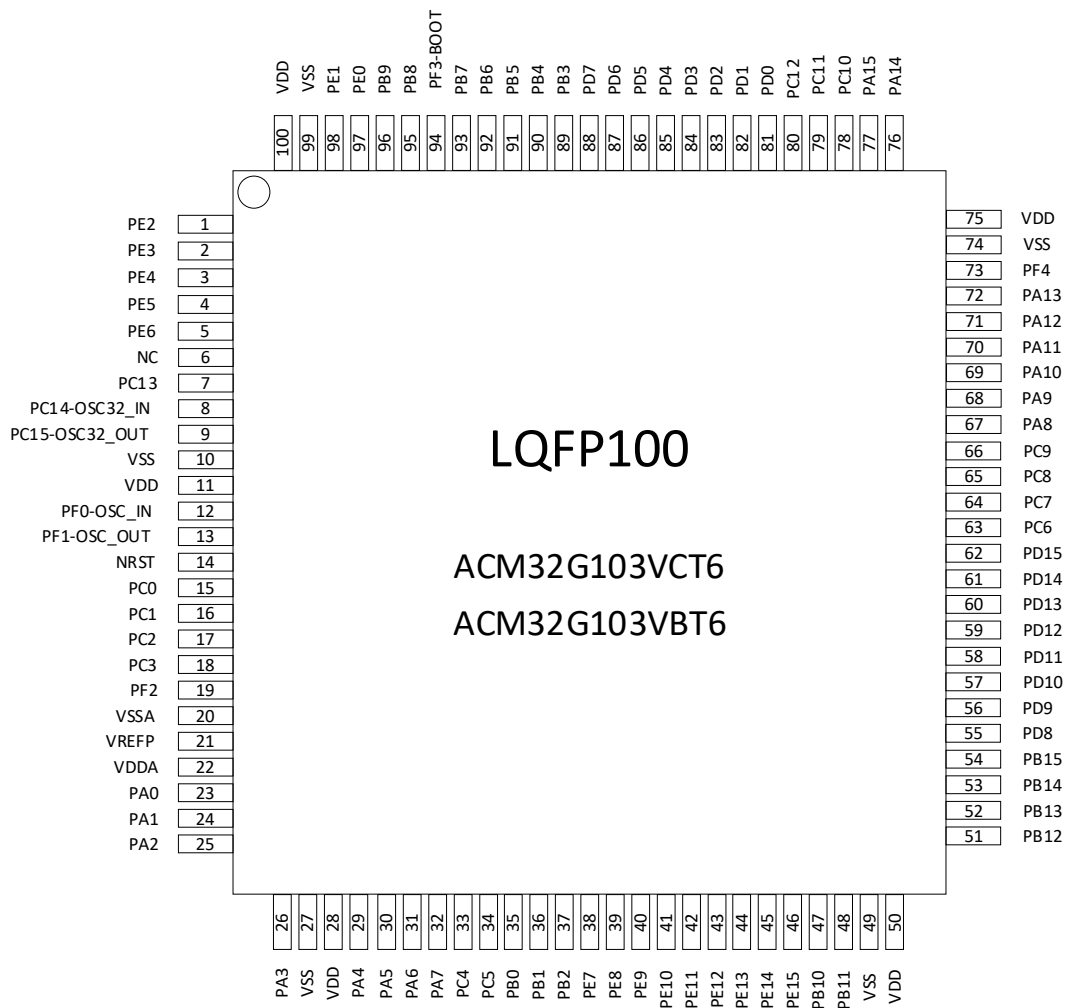 VDD
VSS
PE1
PE0
PB9
PB8
PF3-BOOT
PB7
PB6
PB5
PB4
PB3
PD7
PD6
PD5
PD4
PD3
PD2
PD1
PD0
PC12
PC11
PC10
PA15
PA14
100
99
98
97
96
95
94
93
92
91
90
89
88
87
86
85
84
83
82
81
80
79
78
77
76
PE2 1
PE3 2
PE4 3
PE5 4
PE6 5
NC 6
PC13 7
PC14-OSC32_IN 8
PC15-OSC32_OUT 9
VSS 10
VDD 11
PF0-OSC_IN 12
PF1-OSC_OUT 13
NRST 14
PC0 15
PC1 16
PC2 17
PC3 18
PF2 19
VSSA 20
VREFP 21
VDDA 22
PA0 23
PA1 24
PA2 25
LQFP100
ACM32G103VCT6
ACM32G103VBT6
75 VDD
74 VSS
73 PF4
72 PA13
71 PA12
70 PA11
69 PA10
68 PA9
67 PA8
66 PC9
65 PC8
64 PC7
63 PC6
62 PD15
61 PD14
60 PD13
59 PD12
58 PD11
57 PD10
56 PD9
55 PD8
54 PB15
53 PB14
52 PB13
51 PB12
26
27
28
29
30
31
32
33
34
35
36
37
38
39
40
41
42
43
44
45
46
47
48
49
50
PA3
VSS
VDD
PA4
PA5
PA6
PA7
PC4
PC5
PB0
PB1
PB2
PE7
PE8
PE9
PE10
PE11
PE12
PE13
PE14
PE15
PB10
PB11
VSS
VDD